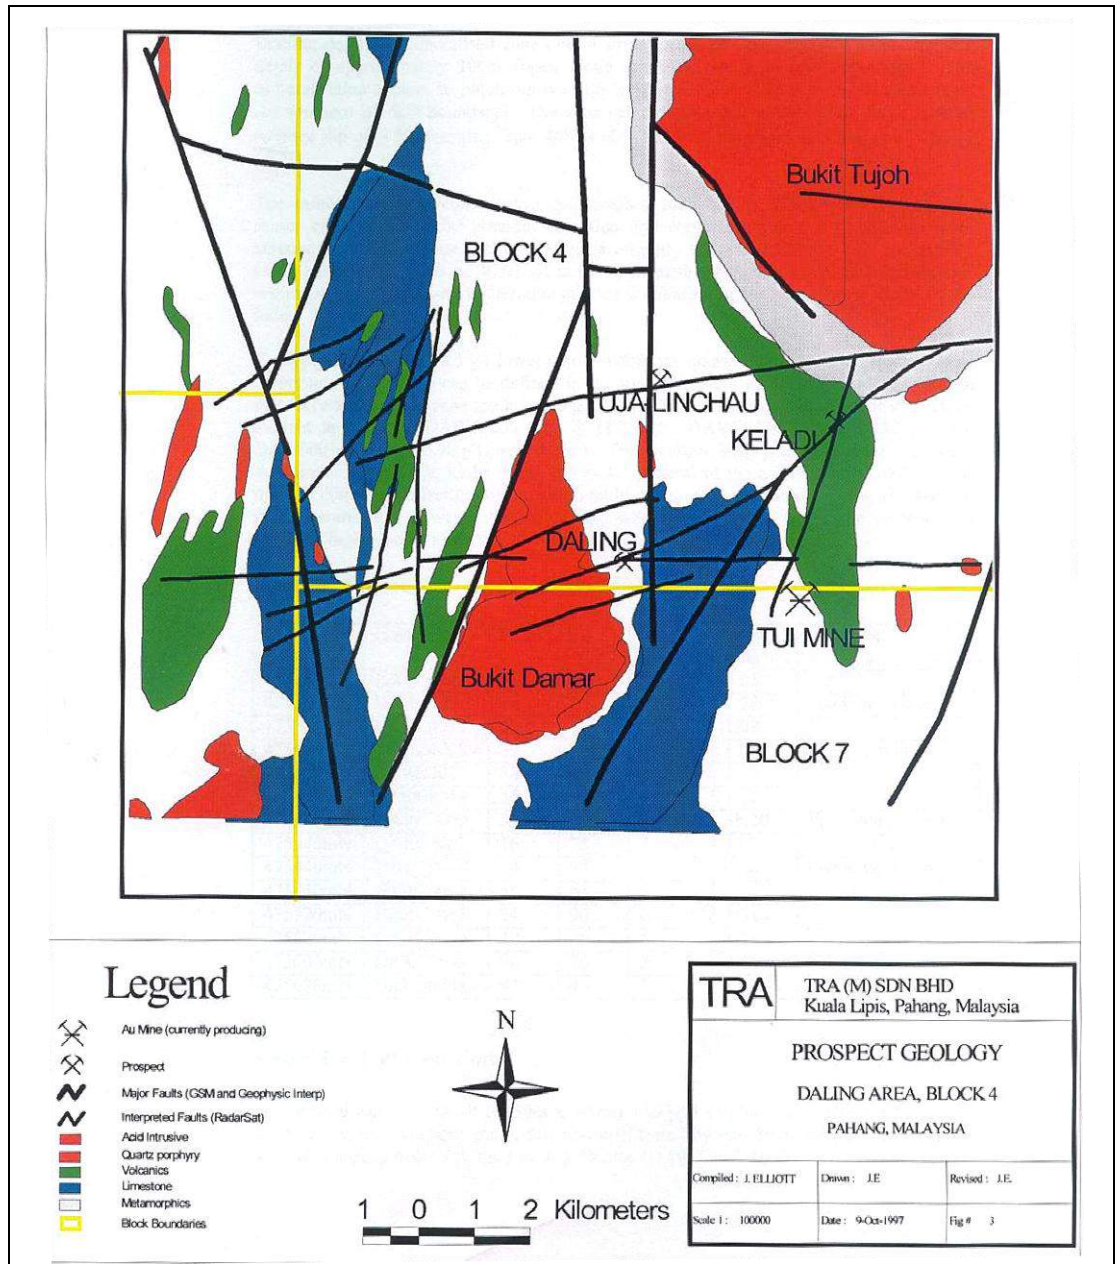 Bukit Tujoh
BLOCK 4
UJA-LINCHAU
KELADI
DALING
TUI MINE
Bukit Damar
BLOCK 7
Legend
Au Mine (currently producing)
Prospect
Major Faults (GSM and Geophysic Interp)
Interpreted Faults (RadarSat)
Acid Intrusive
Quartz porphyry
Volcanics
Limestone
Metamorphics
Block Boundaries
N
1 0 1 2 Kilometers
TRA
TRA (M) SDN BHD
Kuala Lipis, Pahang, Malaysia
PROSPECT GEOLOGY
DALING AREA, BLOCK 4
PAHANG, MALAYSIA
Compiled : J. ELLIOTT
Drawn : J.E
Revised : J.E.
Scale 1 : 100000
Date : 9-Oct-1997
Fig # 3